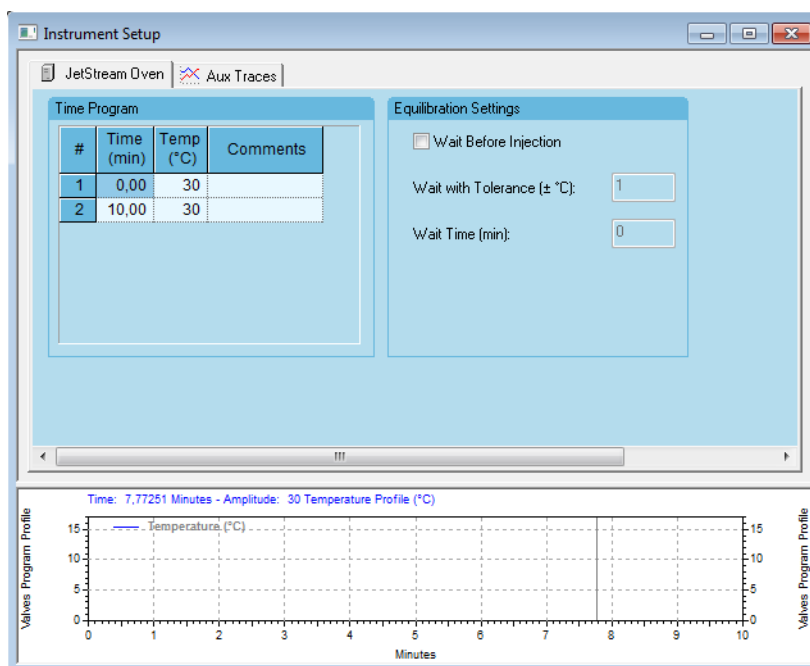 Instrument Setup
JetStream Oven
Aux Traces
Time Program
# Time (min) Temp (°C) Comments
1 0,00 30
2 10,00 30
Equilibration Settings
Wait Before Injection
Wait with Tolerance (± °C): 1
Wait Time (min): 0
Time: 7,77251 Minutes - Amplitude: 30 Temperature Profile (°C)
Temperature (°C)
Valves Program Profile
15
10
5
0
0 1 2 3 4 5 6 7 8 9 10
Minutes
15
10
5
0
Valves Program Profile